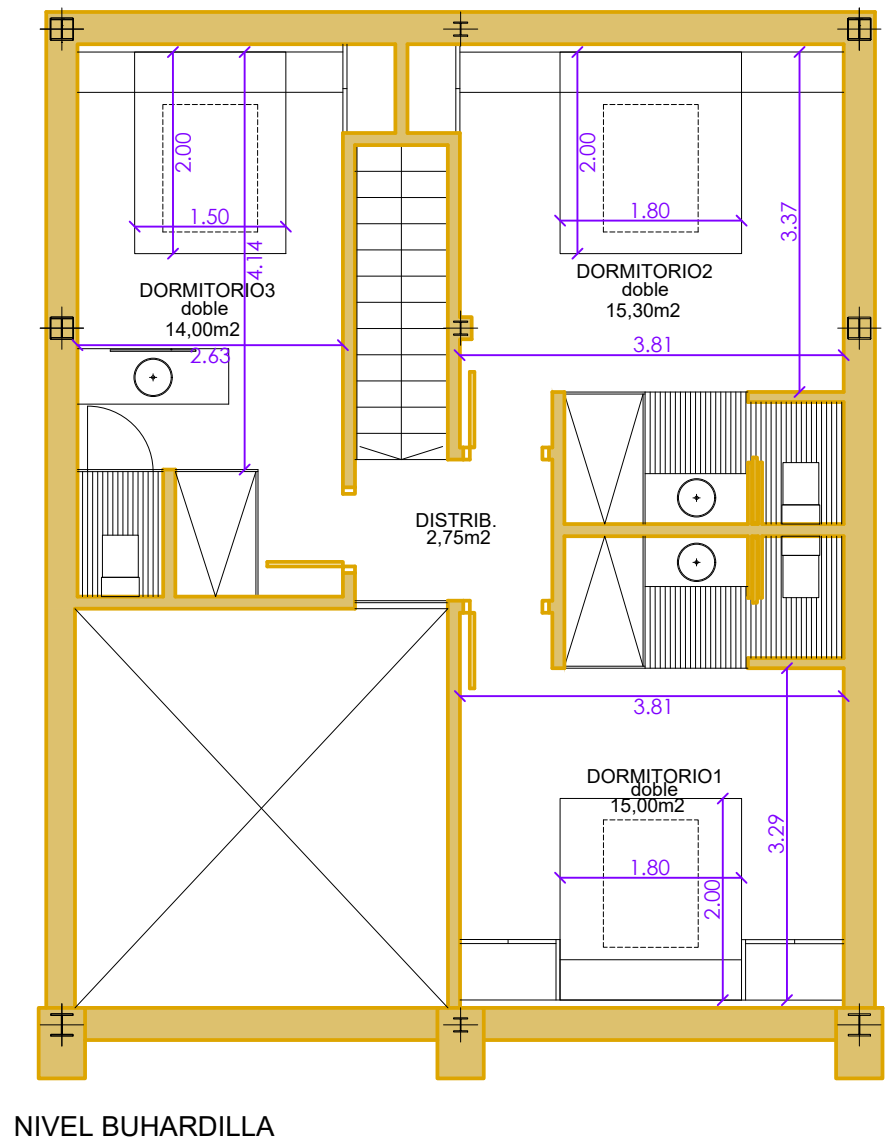 2.00
1.50
4.14
DORMITORIO3
doble
14,00m2
2.63
2.00
1.80
3.37
DORMITORIO2
doble
15,30m2
3.81
DISTRIB.
2,75m2
3.81
DORMITORIO1
doble
15,00m2
1.80
2.00
3.29
NIVEL BUHARDILLA